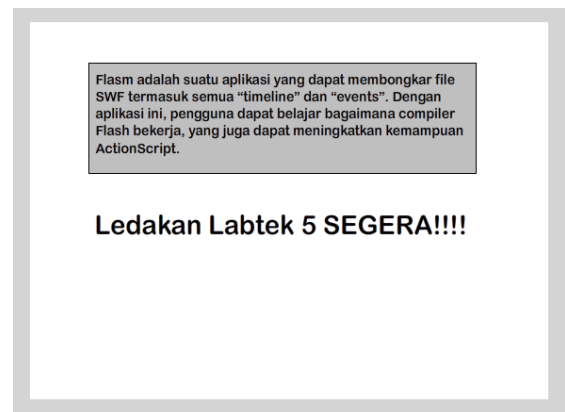 Flasm adalah suatu aplikasi yang dapat membongkar file
SWF termasuk semua “timeline” dan “events”. Dengan
aplikasi ini, pengguna dapat belajar bagaimana compiler
Flash bekerja, yang juga dapat meningkatkan kemampuan
ActionScript.
Ledakan Labtek 5 SEGERA!!!!